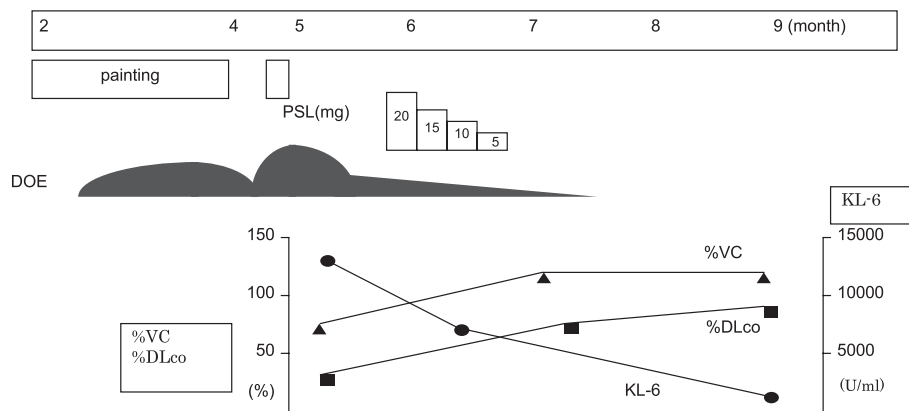 2 4 5 6 7 8 9 (month)
painting
PSL(mg)
20
15
10
5
DOE
KL-6
150 15000
%VC
100 10000
%DLco
%VC
%DLco
50 5000
(%) KL-6 (U/ml)